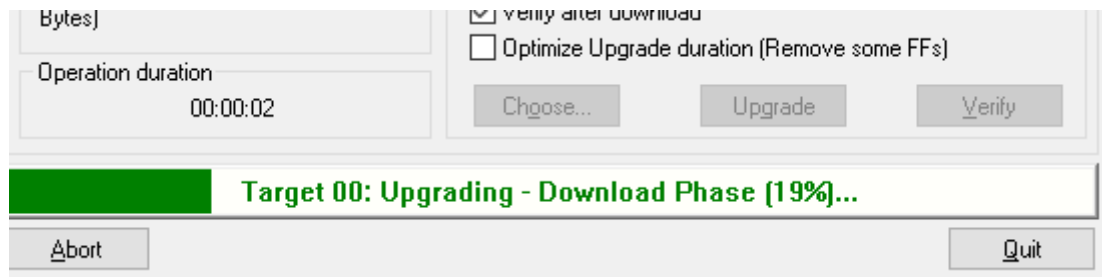 Bytes)
Verify after download
Optimize Upgrade duration (Remove some FFs)
Operation duration
00:00:02
Choose...
Upgrade
Verify
Target 00: Upgrading - Download Phase (19%)...
Abort
Quit